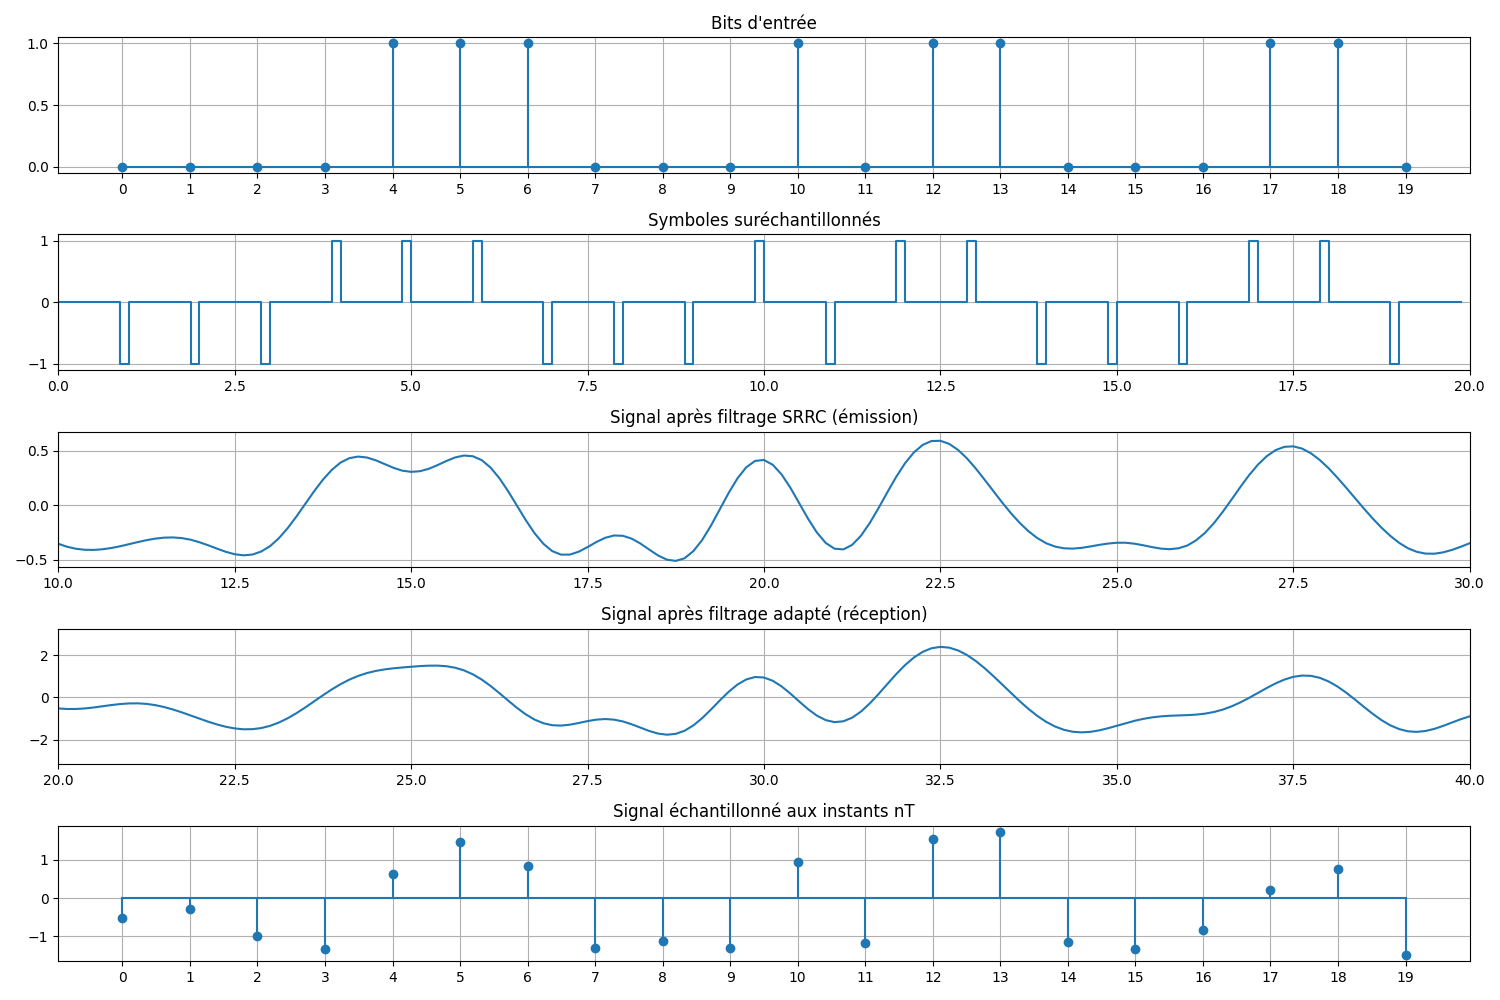 Bits d'entrée
1.0
0.5
0.0
0 1 2 3 4 5 6 7 8 9 10 11 12 13 14 15 16 17 18 19
Symboles suréchantillonnés
1
0
−1
0.0 2.5 5.0 7.5 10.0 12.5 15.0 17.5 20.0
Signal après filtrage SRRC (émission)
0.5
0.0
−0.5
10.0 12.5 15.0 17.5 20.0 22.5 25.0 27.5 30.0
Signal après filtrage adapté (réception)
2
0
−2
20.0 22.5 25.0 27.5 30.0 32.5 35.0 37.5 40.0
Signal échantillonné aux instants nT
1
0
−1
0 1 2 3 4 5 6 7 8 9 10 11 12 13 14 15 16 17 18 19